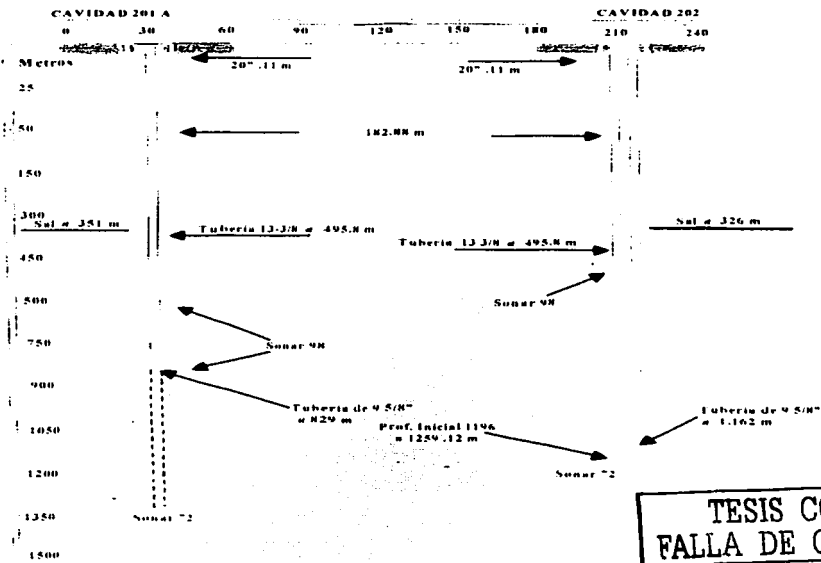 CAVIDAD 201 A
CAVIDAD 202
0 30 60 90 120 150 180 210 240
Metros
20" .11 m
20" .11 m
25
50
182.88 m
150
300
Sal a 351 m
Tubería 13-3/8 a 495.8 m
Sal a 326 m
Tubería 13 3/8 a 495.8 m
450
500
Sonar 98
750
Sonar 98
900
Tubería de 9 5/8"
a 829 m
Prof. Inicial 1196
a 1259.12 m
Tubería de 9 5/8"
a 1.162 m
1050
1200
Sonar 72
1350
Sonar 72
1500
TESIS CO
FALLA DE O